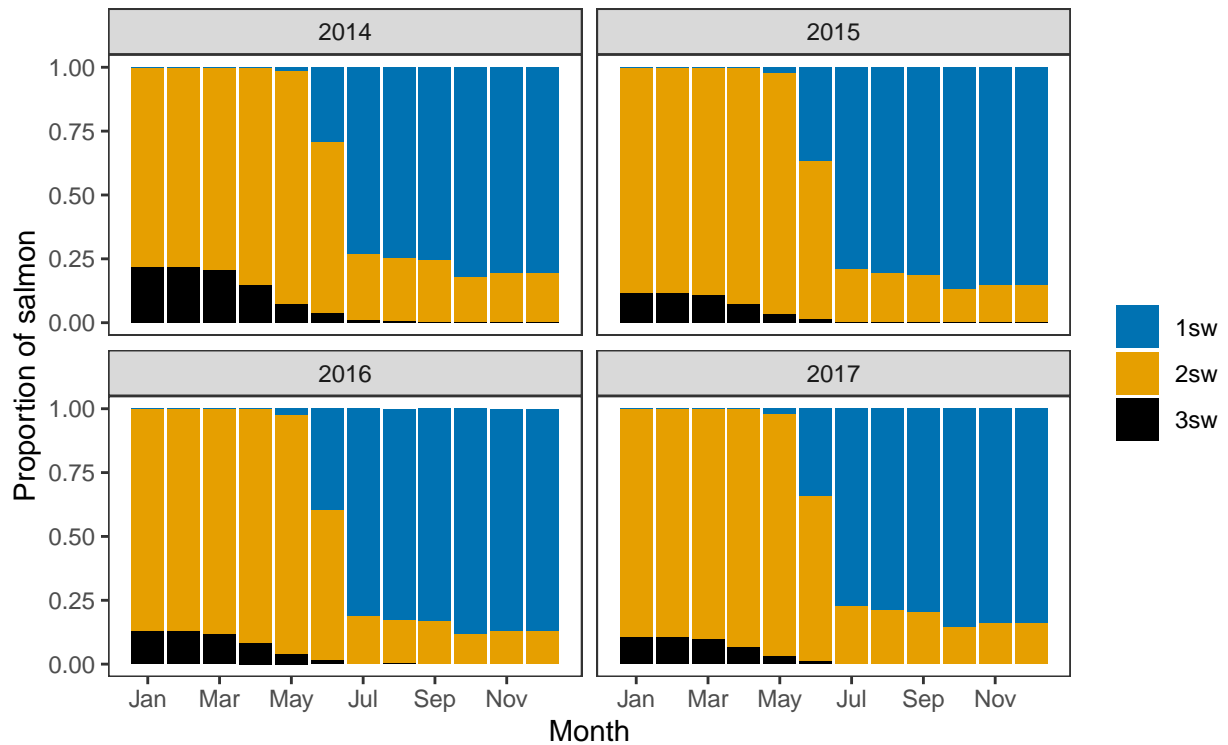 2014
2015
1.00
0.75
0.50
0.25
0.00
2016
2017
1.00
0.75
0.50
0.25
0.00
Jan Mar May Jul Sep Nov
Jan Mar May Jul Sep Nov
Month
Proportion of salmon
1sw
2sw
3sw